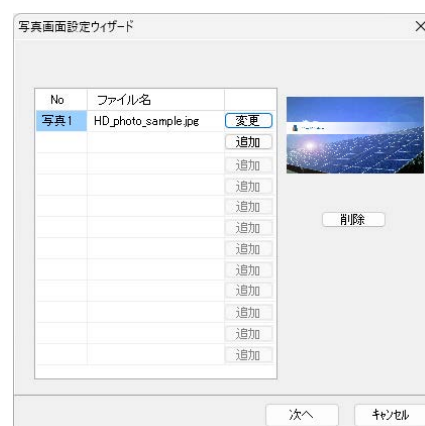 写真画面設定ウィザード ×
No ファイル名
写真1 HD_photo_sample.jpg 変更
追加
追加
追加
追加
追加
追加
追加
追加
追加
追加
追加
削除
次へ キャンセル